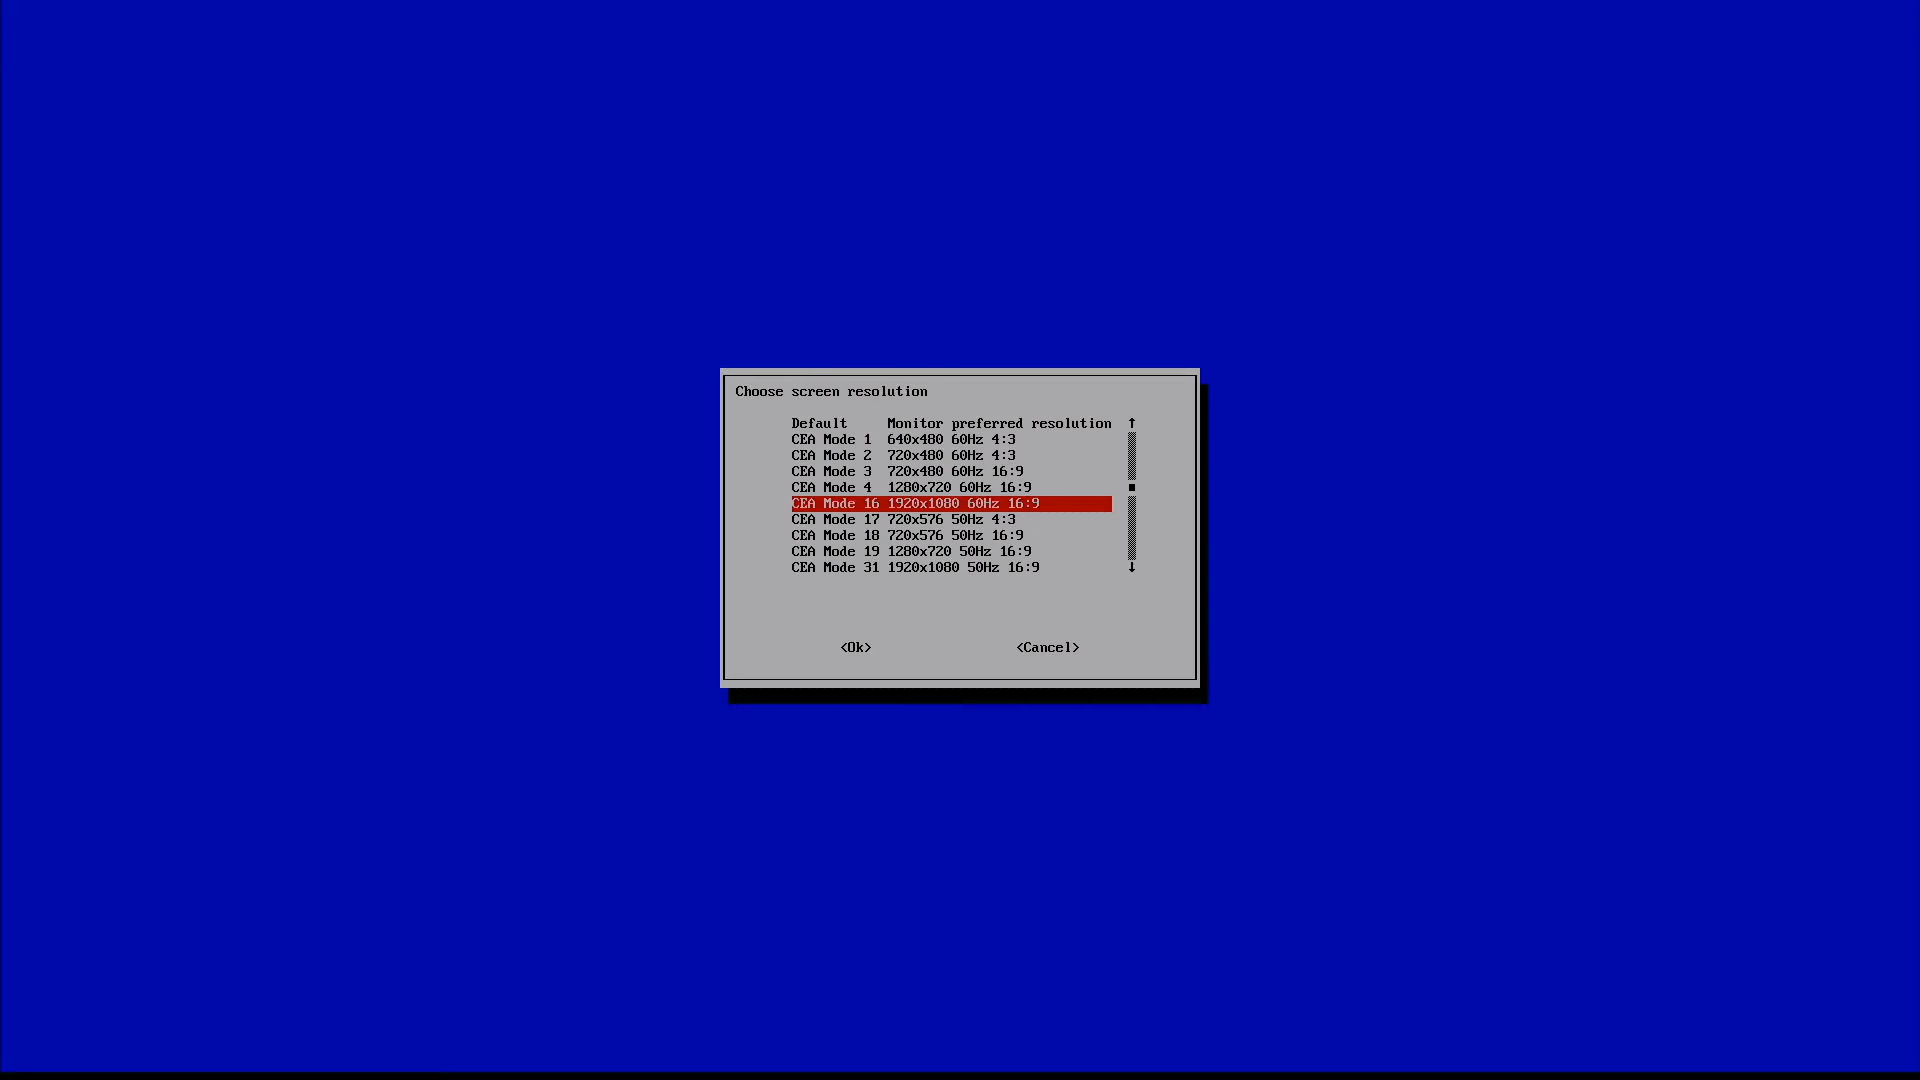 Choose screen resolution
Default Monitor preferred resolution ↑
CEA Mode 1 640x480 60Hz 4:3
CEA Mode 2 720x480 60Hz 4:3
CEA Mode 3 720x480 60Hz 16:9
CEA Mode 4 1280x720 60Hz 16:9
CEA Mode 16 1920x1080 60Hz 16:9
CEA Mode 17 720x576 50Hz 4:3
CEA Mode 18 720x576 50Hz 16:9
CEA Mode 19 1280x720 50Hz 16:9
CEA Mode 31 1920x1080 50Hz 16:9 ↓
<Ok> <Cancel>